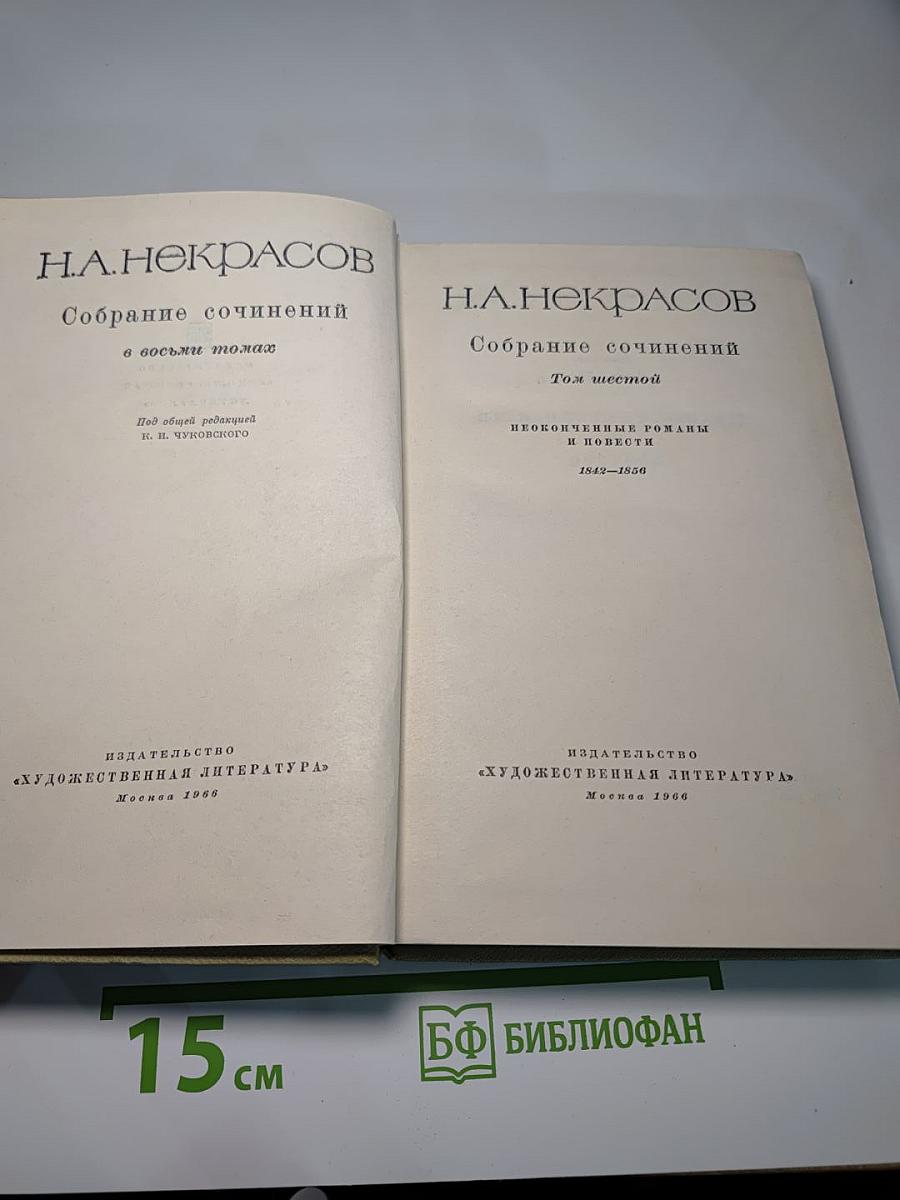 Н.А.НЕКРАСОВ
Собрание сочинений
в восьми томах
Под общей редакцией
К. И. ЧУКОВСКОГО
ИЗДАТЕЛЬСТВО
«ХУДОЖЕСТВЕННАЯ ЛИТЕРАТУРА»
Москва 1966
Н.А.НЕКРАСОВ
Собрание сочинений
Том шестой
НЕОКОНЧЕННЫЕ РОМАНЫ
И ПОВЕСТИ
1842—1856
ИЗДАТЕЛЬСТВО
«ХУДОЖЕСТВЕННАЯ ЛИТЕРАТУРА»
Москва 1966
15 см
БФ БИБЛИОФАН